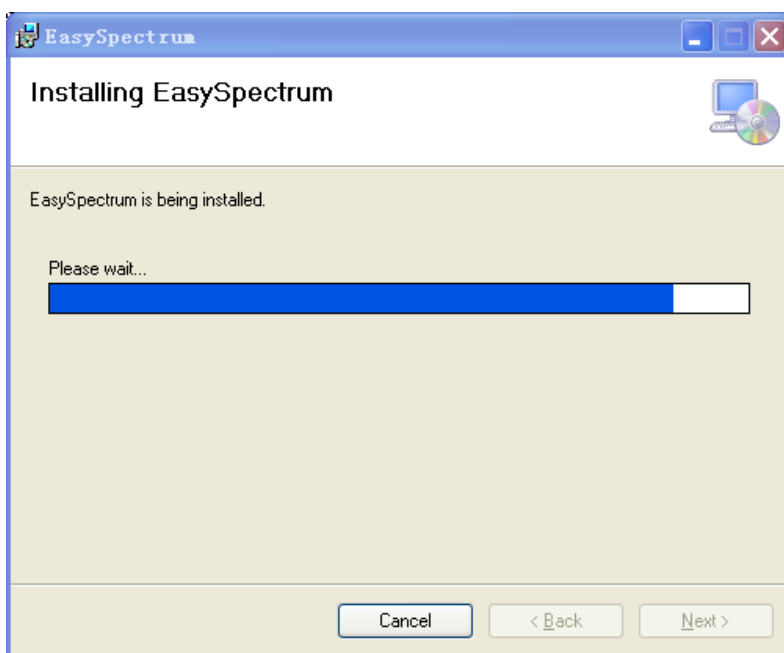 EasySpectrum
Installing EasySpectrum
EasySpectrum is being installed.
Please wait...
Cancel
< Back
Next >